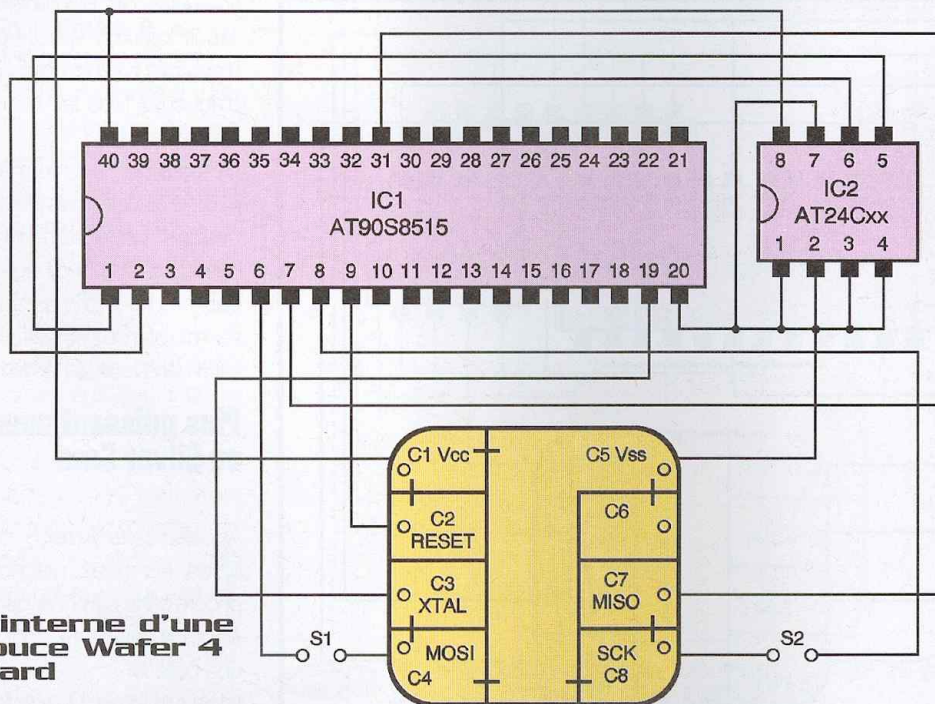 40 39 38 37 36 35 34 33 32 31 30 29 28 27 26 25 24 23 22 21
IC1
AT90S8515
1 2 3 4 5 6 7 8 9 10 11 12 13 14 15 16 17 18 19 20
8 7 6 5
IC2
AT24Cxx
1 2 3 4
C1 Vcc
C5 Vss
C2
RESET
C6
C3
XTAL
C7
MISO
MOSI
C4
SCK
C8
S1
S2
interne d'une
ouce Wafer 4
ard